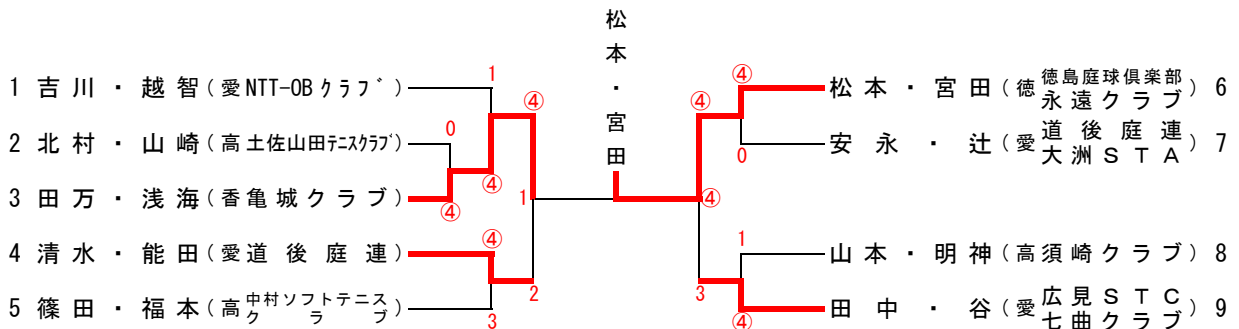 松本・宮田
1 吉川・越智(愛NTT-OBクラブ)
1
④
④
④
松本・宮田(徳 徳島庭球倶楽部 永遠クラブ) 6
2 北村・山崎(高土佐山田テニスクラブ)
0
安永・辻(愛 道後庭連 大洲STA) 7
0
④
3 田万・浅海(香亀城クラブ)
④
1
④
4 清水・能田(愛道後庭連)
④
1
山本・明神(高須崎クラブ) 8
2
3
5 篠田・福本(高 中村ソフトテニスクラブ)
3
④
田中・谷(愛 広見STC 七曲クラブ) 9